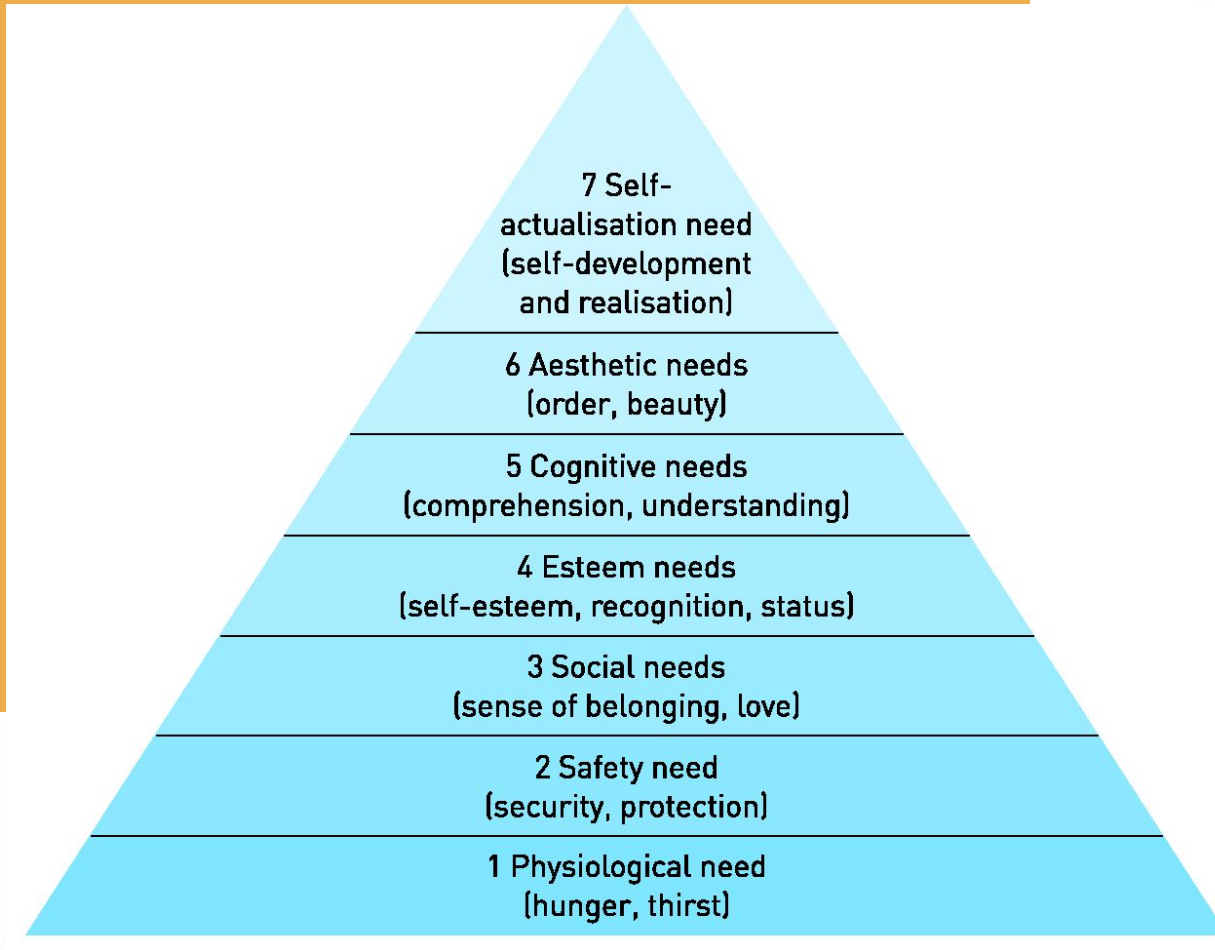 7 Self-
actualisation need
(self-development
and realisation)
6 Aesthetic needs
(order, beauty)
5 Cognitive needs
(comprehension, understanding)
4 Esteem needs
(self-esteem, recognition, status)
3 Social needs
(sense of belonging, love)
2 Safety need
(security, protection)
1 Physiological need
(hunger, thirst)